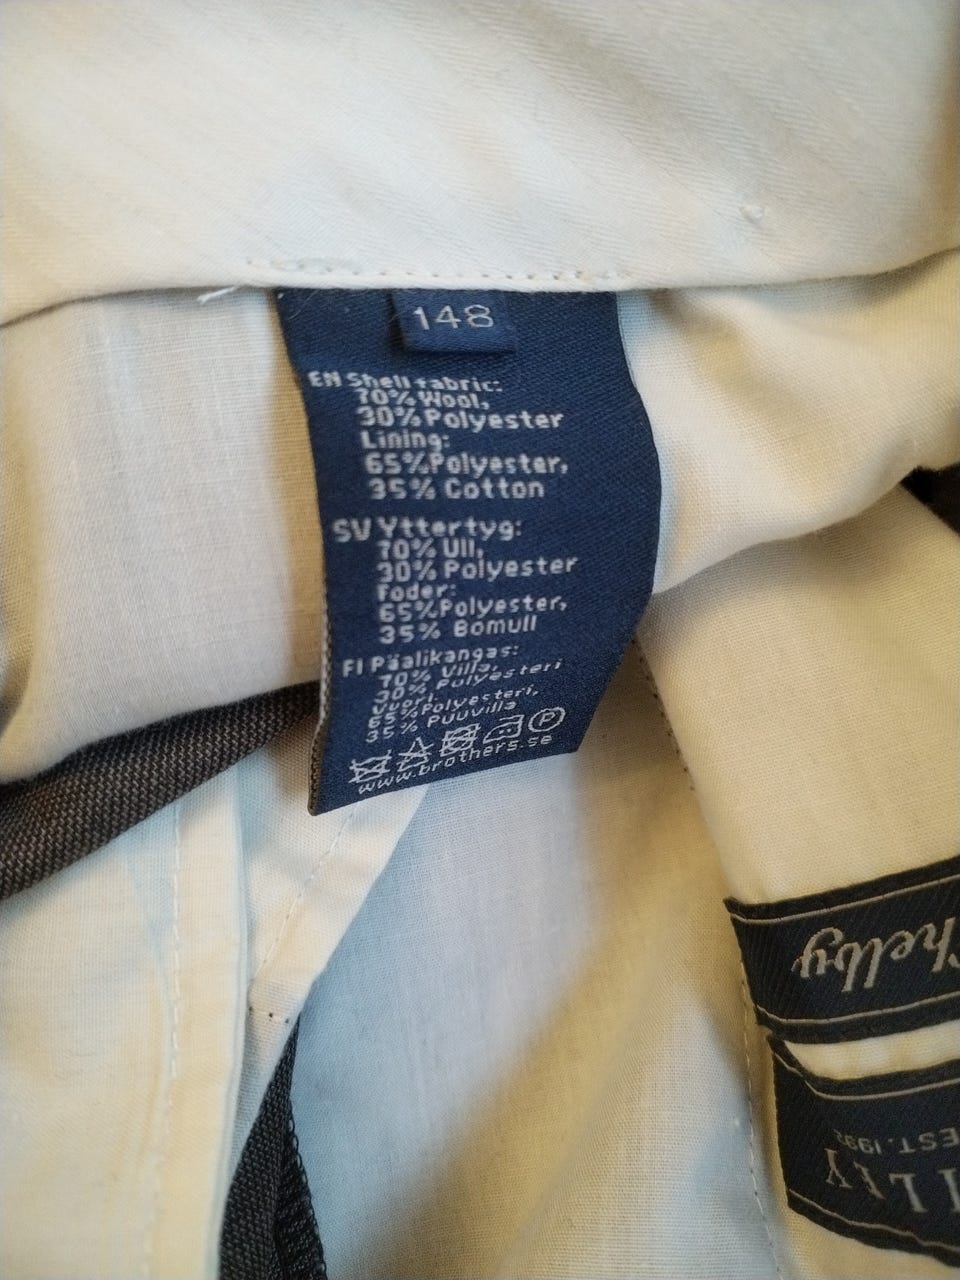 148
EN Shell fabric:
70% Wool,
30% Polyester
Lining:
65% Polyester,
35% Cotton
SV Yttertyg:
70% Ull,
30% Polyester
Foder:
65% Polyester,
35% Bomull
FI Päälikangas:
70% Villa,
30% Polyesteri
Vuori:
65% Polyesteri,
35% Puuvilla
P
www.brothers.se
Shelby
EST. 1992